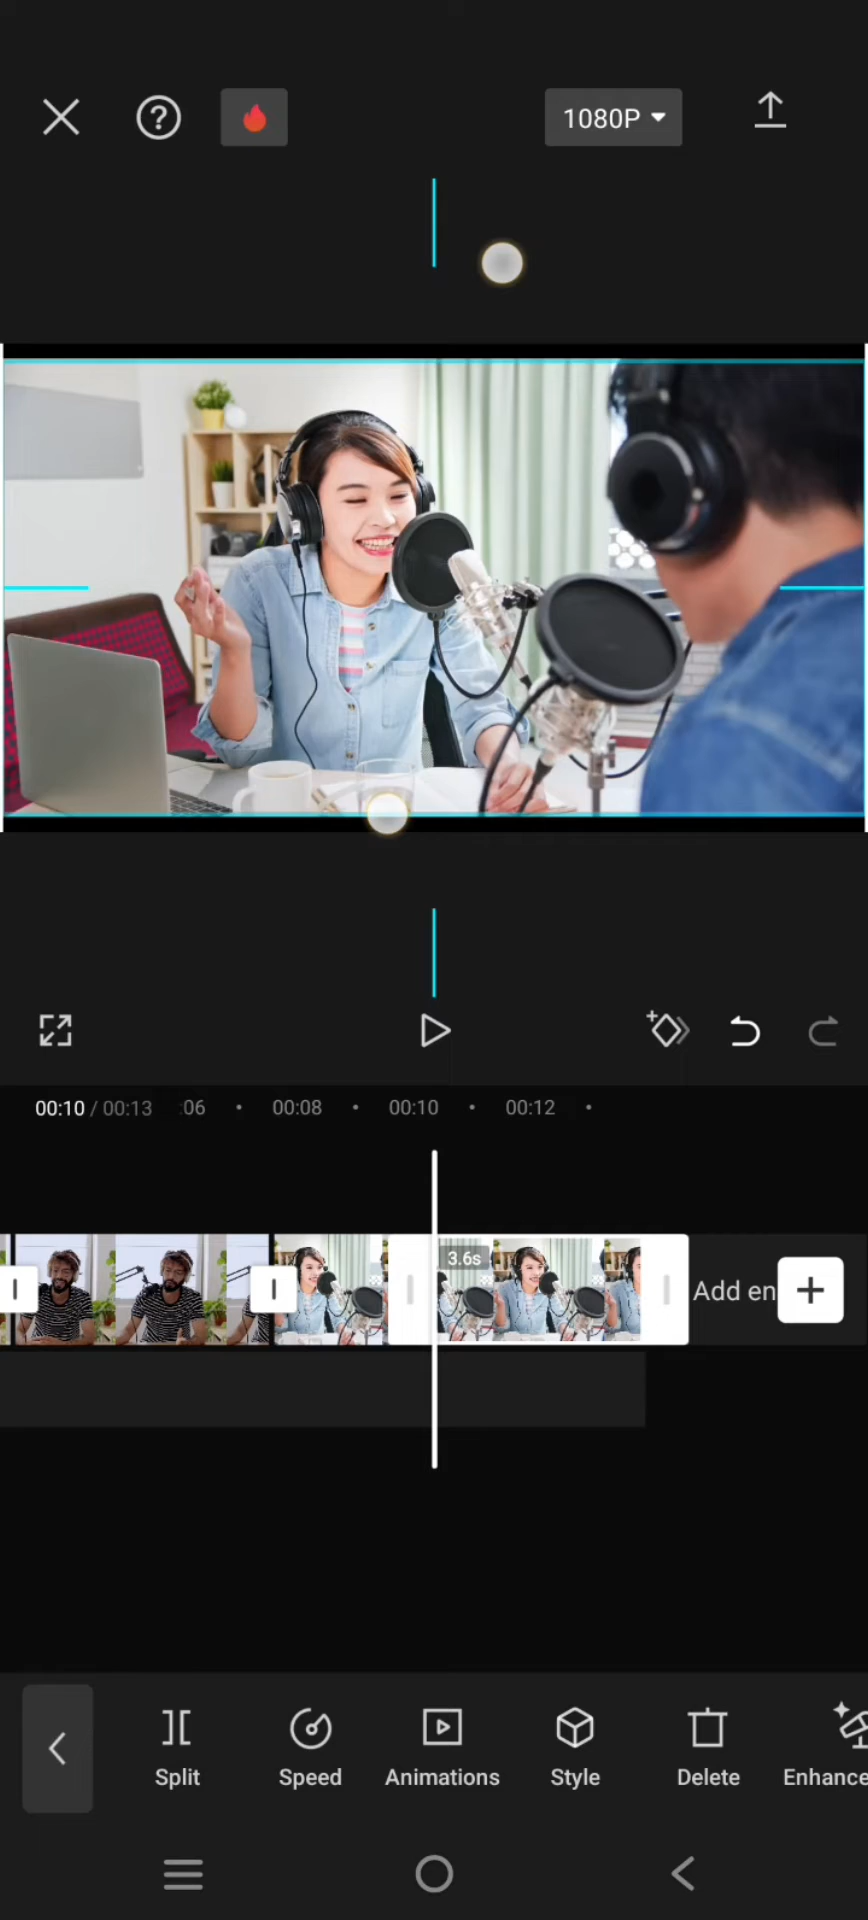 1080P
00:10 / 00:13 :06 00:08 00:10 00:12
3.6s
Add en
Split Speed Animations Style Delete Enhance